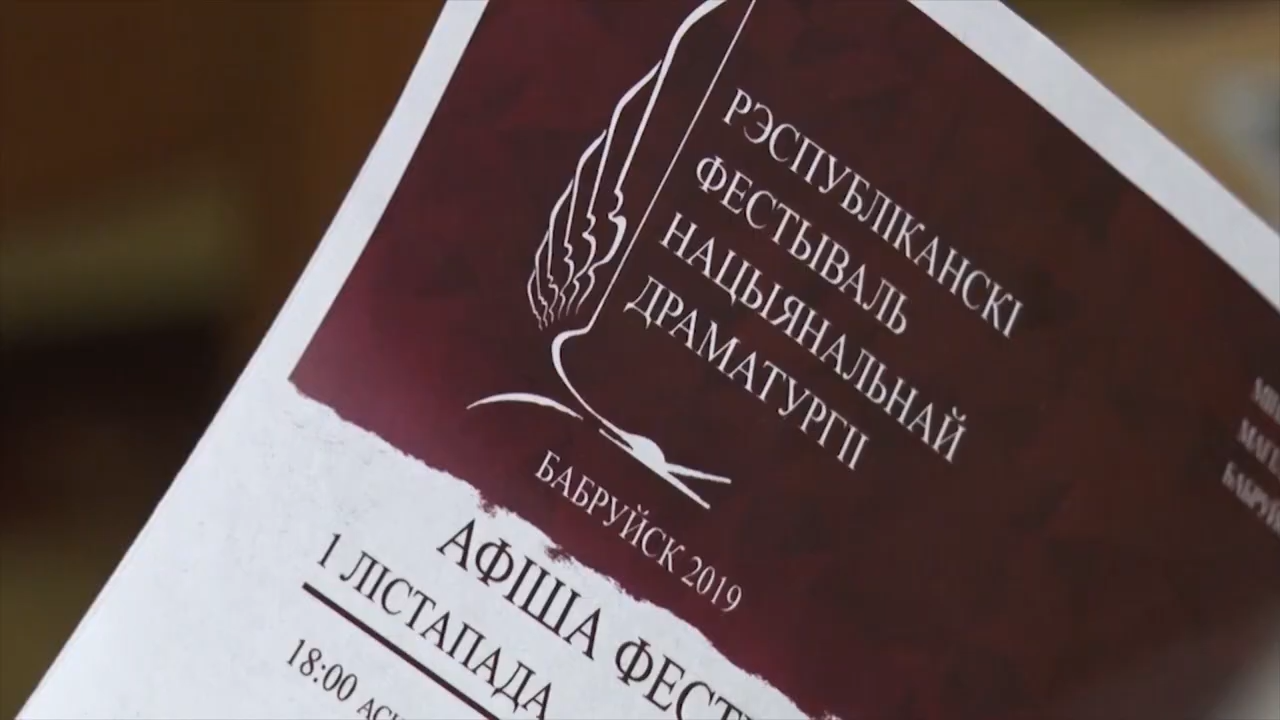 РЭСПУБЛІКАНСКІ
ФЕСТЫВАЛЬ
НАЦЫЯНАЛЬНАЙ
ДРАМАТУРГІІ
БАБРУЙСК 2019
АФІША
1 ЛІСТАПАДА
18:00